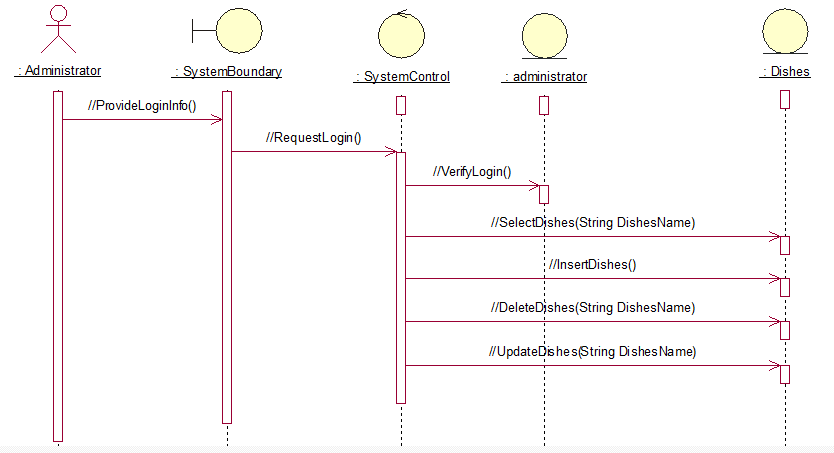 : Administrator
: SystemBoundary
: SystemControl
: administrator
: Dishes
//ProvideLoginInfo()
//RequestLogin()
//VerifyLogin()
//SelectDishes(String DishesName)
//InsertDishes()
//DeleteDishes(String DishesName)
//UpdateDishes(String DishesName)